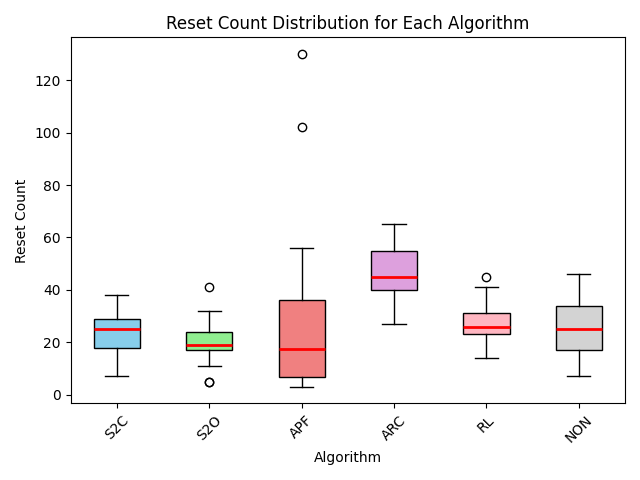 Reset Count Distribution for Each Algorithm
Reset Count
120
100
80
60
40
20
0
S2C
S2O
APF
ARC
RL
NON
Algorithm